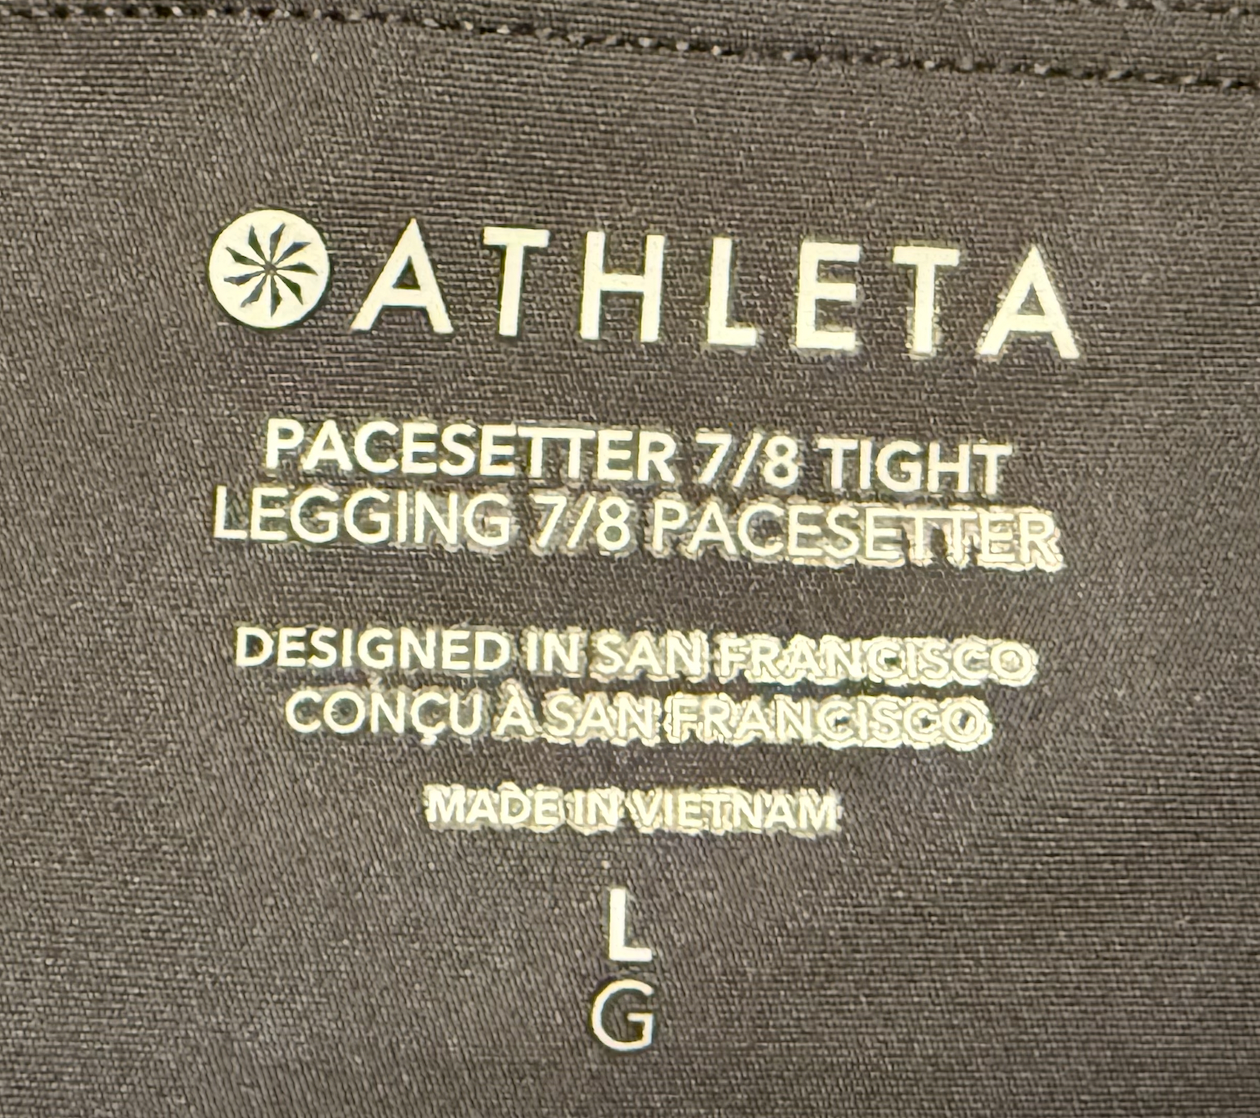 ATHLETA
PACESETTER 7/8 TIGHT
LEGGING 7/8 PACESETTER
DESIGNED IN SAN FRANCISCO
CONÇU À SAN FRANCISCO
MADE IN VIETNAM
L
G